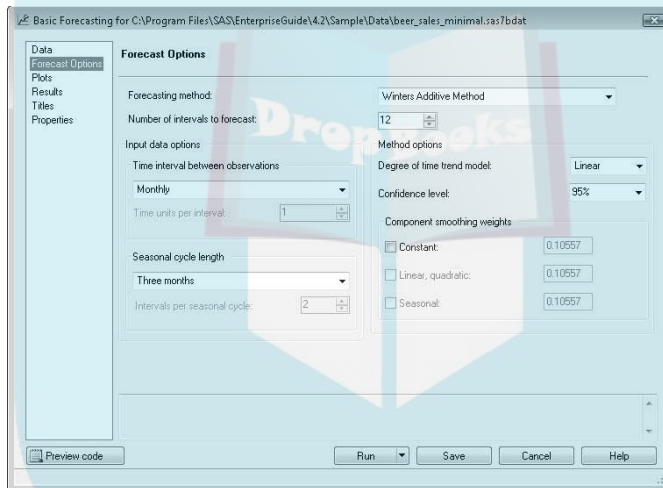 Basic Forecasting for C:\Program Files\SAS\EnterpriseGuide\4.2\Sample\Data\beer_sales_minimal.sas7bdat
Data
Forecast Options
Plots
Results
Titles
Properties
Forecast Options
Forecasting method: Winters Additive Method
Number of intervals to forecast: 12
Input data options
Time interval between observations
Monthly
Time units per interval: 1
Seasonal cycle length
Three months
Intervals per seasonal cycle: 2
Method options
Degree of time trend model: Linear
Confidence level: 95%
Component smoothing weights
Constant: 0.10557
Linear, quadratic: 0.10557
Seasonal: 0.10557
DropBooks
Preview code
Run
Save
Cancel
Help